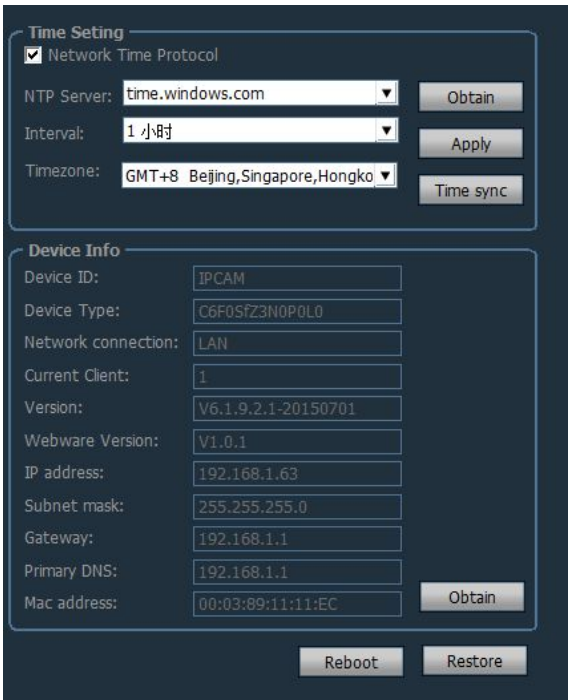 Time Seting
Network Time Protocol
NTP Server: time.windows.com Obtain
Interval: 1 小时
Apply
Timezone: GMT+8 Beijing,Singapore,Hongko
Time sync
Device Info
Device ID: IPCAM
Device Type: C6F0SfZ3N0P0L0
Network connection: LAN
Current Client: 1
Version: V6.1.9.2.1-20150701
Webware Version: V1.0.1
IP address: 192.168.1.63
Subnet mask: 255.255.255.0
Gateway: 192.168.1.1
Primary DNS: 192.168.1.1
Mac address: 00:03:89:11:11:EC Obtain
Reboot Restore